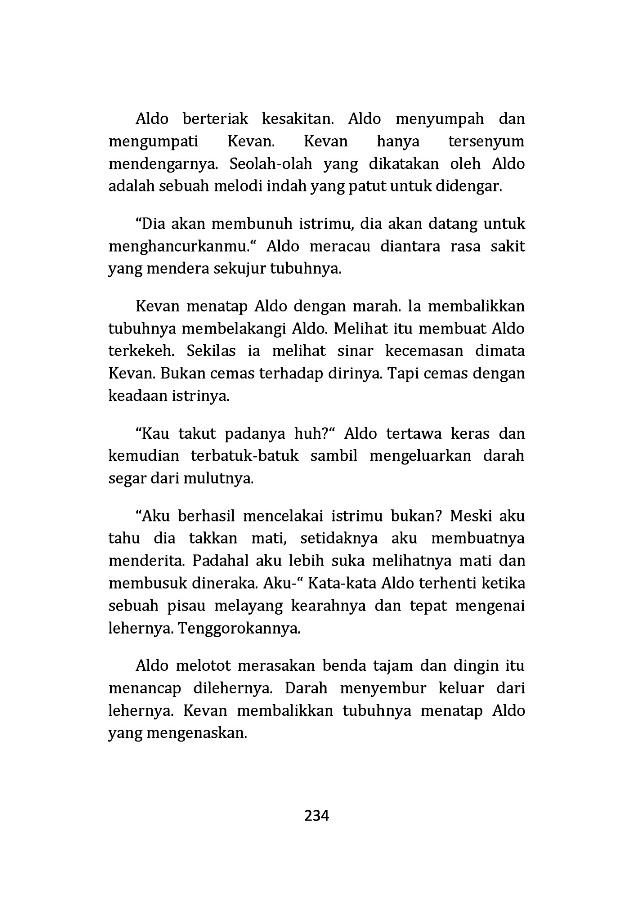 Aldo berteriak kesakitan. Aldo menyumpah dan
mengumpati Kevan. Kevan hanya tersenyum
mendengarnya. Seolah-olah yang dikatakan oleh Aldo
adalah sebuah melodi indah yang patut untuk didengar.
“Dia akan membunuh istrimu, dia akan datang untuk
menghancurkanmu.“ Aldo meracau diantara rasa sakit
yang mendera sekujur tubuhnya.
Kevan menatap Aldo dengan marah. Ia membalikkan
tubuhnya membelakangi Aldo. Melihat itu membuat Aldo
terkekeh. Sekilas ia melihat sinar kecemasan dimata
Kevan. Bukan cemas terhadap dirinya. Tapi cemas dengan
keadaan istrinya.
“Kau takut padanya huh?“ Aldo tertawa keras dan
kemudian terbatuk-batuk sambil mengeluarkan darah
segar dari mulutnya.
“Aku berhasil mencelakai istrimu bukan? Meski aku
tahu dia takkan mati, setidaknya aku membuatnya
menderita. Padahal aku lebih suka melihatnya mati dan
membusuk dineraka. Aku-“ Kata-kata Aldo terhenti ketika
sebuah pisau melayang kearahnya dan tepat mengenai
lehernya. Tenggorokannya.
Aldo melotot merasakan benda tajam dan dingin itu
menancap dilehernya. Darah menyembur keluar dari
lehernya. Kevan membalikkan tubuhnya menatap Aldo
yang mengenaskan.
234